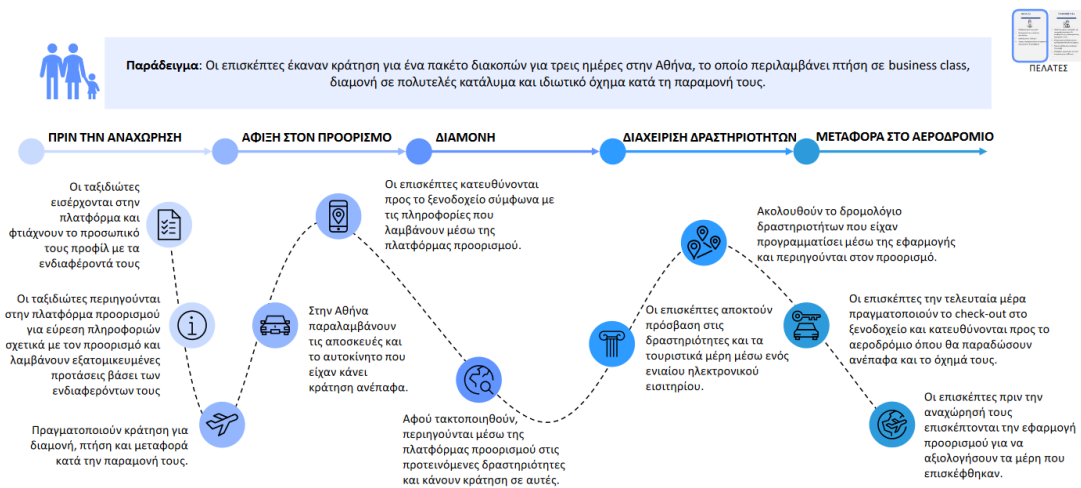 Παράδειγμα: Οι επισκέπτες έκαναν κράτηση για ένα πακέτο διακοπών για τρεις ημέρες στην Αθήνα, το οποίο περιλαμβάνει πτήση σε business class,
διαμονή σε πολυτελές κατάλυμα και ιδιωτικό όχημα κατά τη παραμονή τους.
ΠΕΛΑΤΕΣ
ΠΡΙΝ ΤΗΝ ΑΝΑΧΩΡΗΣΗ
ΑΦΙΞΗ ΣΤΟΝ ΠΡΟΟΡΙΣΜΟ
ΔΙΑΜΟΝΗ
ΔΙΑΧΕΙΡΙΣΗ ΔΡΑΣΤΗΡΙΟΤΗΤΩΝ
ΜΕΤΑΦΟΡΑ ΣΤΟ ΑΕΡΟΔΡΟΜΙΟ
Οι ταξιδιώτες
εισέρχονται στην
πλατφόρμα και
φτιάχνουν το προσωπικό
τους προφίλ με τα
ενδιαφέροντά τους
Οι ταξιδιώτες περιηγούνται
στην πλατφόρμα προορισμού
για εύρεση πληροφοριών
σχετικά με τον προορισμό και
λαμβάνουν εξατομικευμένες
προτάσεις βάσει των
ενδιαφερόντων τους
Πραγματοποιούν κράτηση για
διαμονή, πτήση και μεταφορά
κατά την παραμονή τους.
Στην Αθήνα
παραλαμβάνουν
τις αποσκευές και
το αυτοκίνητο που
είχαν κάνει
κράτηση ανέπαφα.
Οι επισκέπτες κατευθύνονται
προς το ξενοδοχείο σύμφωνα με
τις πληροφορίες που
λαμβάνουν μέσω της
πλατφόρμας προορισμού.
Αφού τακτοποιηθούν,
περιηγούνται μέσω της
πλατφόρμας προορισμού στις
προτεινόμενες δραστηριότητες
και κάνουν κράτηση σε αυτές.
Οι επισκέπτες αποκτούν
πρόσβαση στις
δραστηριότητες και τα
τουριστικά μέρη μέσω ενός
ενιαίου ηλεκτρονικού
εισιτηρίου.
Ακολουθούν το δρομολόγιο
δραστηριοτήτων που είχαν
προγραμματίσει μέσω της εφαρμογής
και περιηγούνται στον προορισμό.
Οι επισκέπτες την τελευταία μέρα
πραγματοποιούν το check-out στο
ξενοδοχείο και κατευθύνονται προς το
αεροδρόμιο όπου θα παραδώσουν
ανέπαφα και το όχημά τους.
Οι επισκέπτες πριν την
αναχώρησή τους
επισκέπτονται την εφαρμογή
προορισμού για να
αξιολογήσουν τα μέρη που
επισκέφθηκαν.